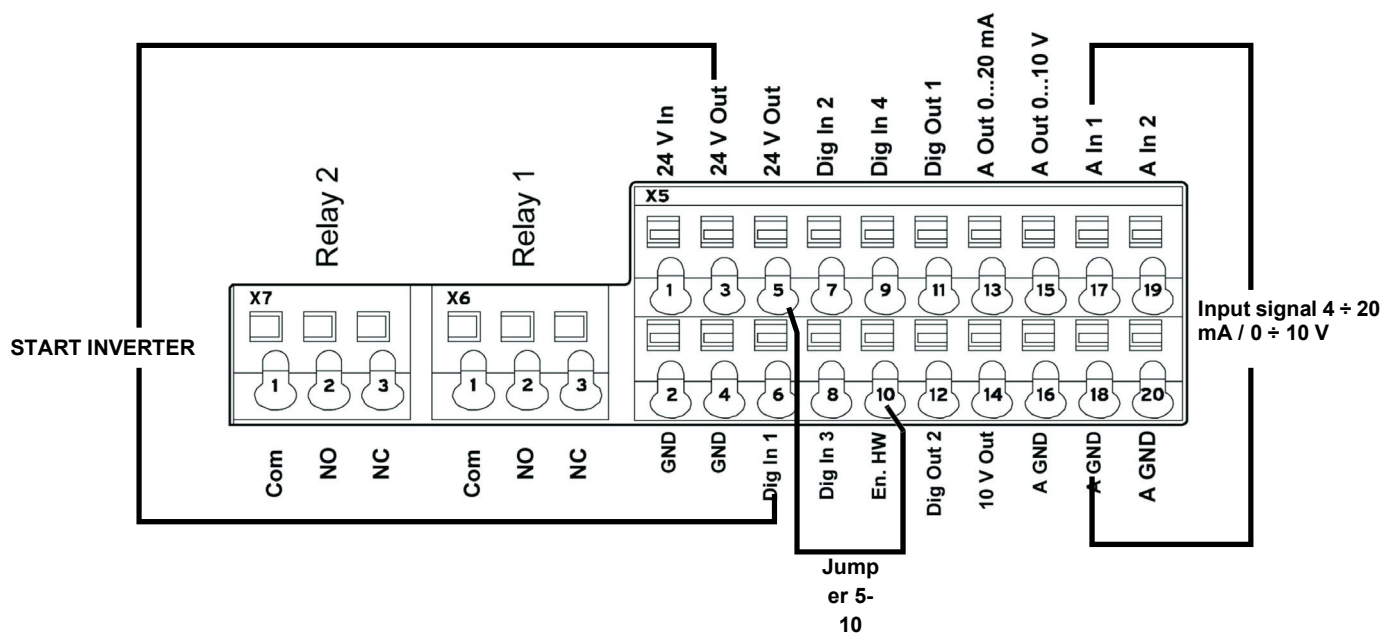 24 V In
24 V Out
24 V Out
Dig In 2
Dig In 4
Dig Out 1
A Out 0...20 mA
A Out 0...10 V
A In 1
A In 2
Relay 2
Relay 1
X5
1 3 5 7 9 11 13 15 17 19
X7
X6
START INVERTER
Input signal 4 ÷ 20
mA / 0 ÷ 10 V
1 2 3
1 2 3
2 4 6 8 10 12 14 16 18 20
Com
NO
NC
Com
NO
NC
GND
GND
Dig In 1
Dig In 3
En. HW
Dig Out 2
10 V Out
A GND
A GND
A GND
Jump
er 5-
10